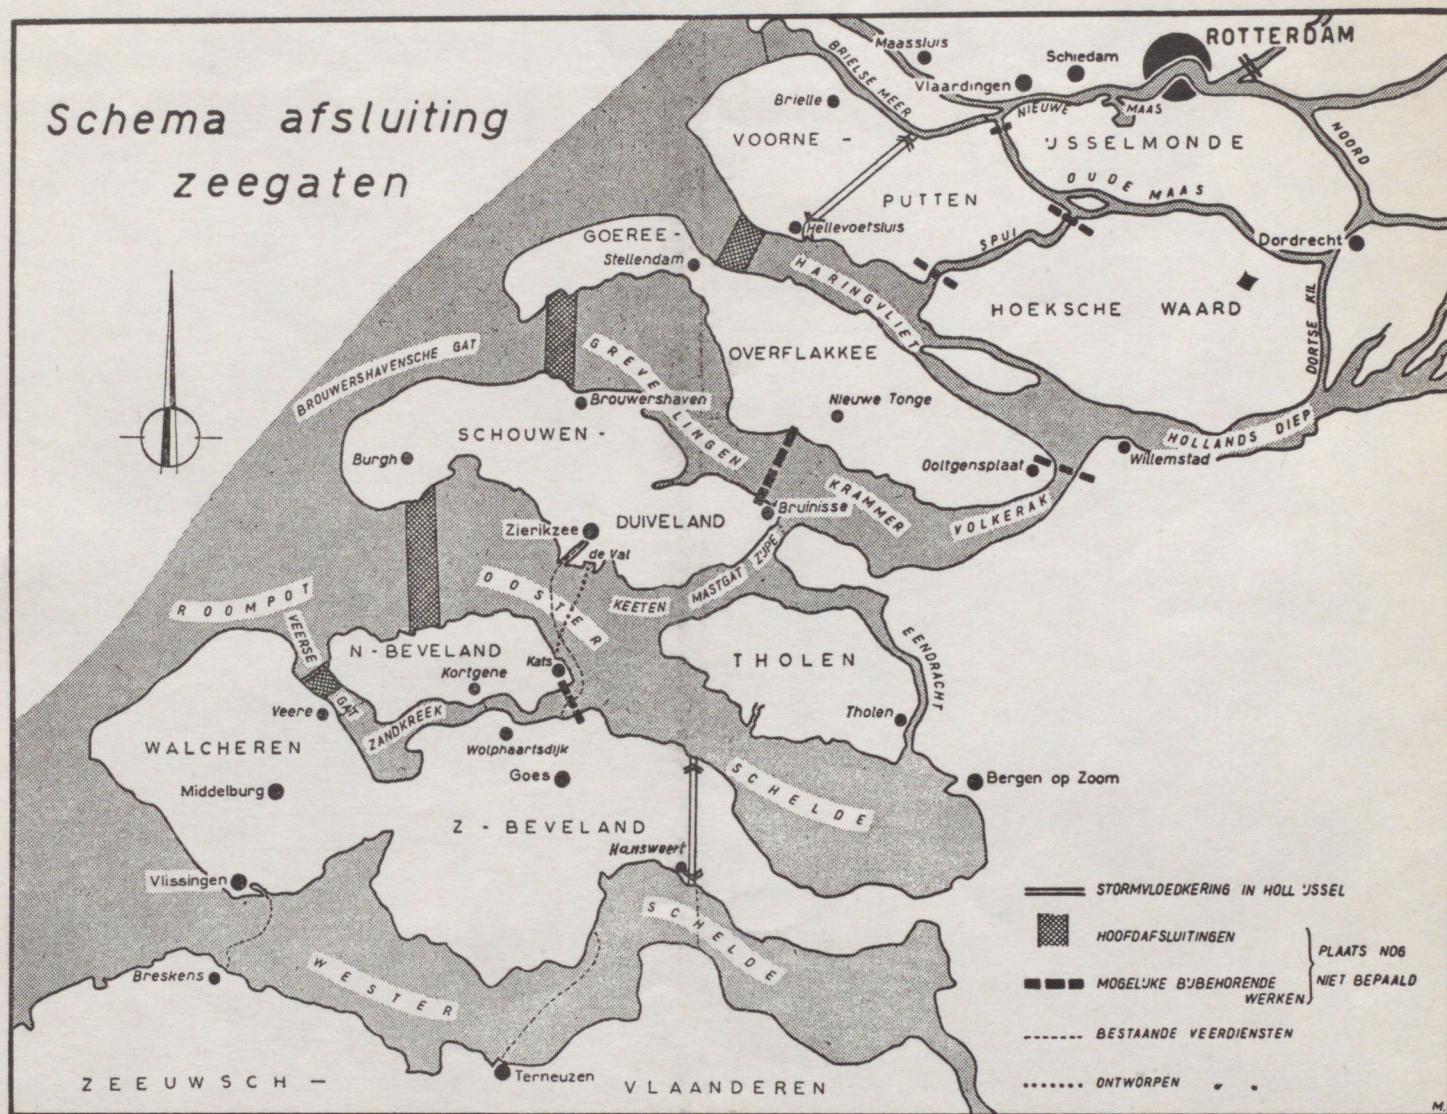 Schema afsluiting
zeegaten
ROTTERDAM
Maassluis
Schiedam
Vlaardingen
BRIELSE MEER
Brielle
NIEUWE MAAS
NOORD
VOORNE -
IJSSELMONDE
PUTTEN
OUDE MAAS
Hellevoetsluis
SPUI
Dordrecht
GOEREE -
Stellendam
HARINGVLIET
HOEKSCHE WAARD
DORTSE KIL
BROUWERSHAVENSCHE GAT
GREVELINGEN
OVERFLAKKEE
Brouwershaven
Nieuwe Tonge
SCHOUWEN -
HOLLANDS DIEP
Burgh
Ooltgensplaat
Willemstad
KRAMMER
VOLKERAK
Zierikzee
DUIVELAND
Bruinisse
de Val
ZIJPE
MASTGAT
KEETEN
ROOMPOT
OOSTER
VEERSE
GAT
N - BEVELAND
Kats
Kortgene
THOLEN
EENDRACHT
Veere
ZANDKREEK
Tholen
WALCHEREN
Wolphaartsdijk
Goes
SCHELDE
Bergen op Zoom
Middelburg
Z - BEVELAND
Hansweert
Vlissingen
SCHELDE
Breskens
WESTER
Terneuzen
ZEEUWSCH -
VLAANDEREN
STORMVLOEDKERING IN HOLL IJSSEL
HOOFDAFSLUITINGEN
PLAATS NOG
NIET BEPAALD
MOGELIJKE BIJBEHORENDE
WERKEN
BESTAANDE VEERDIENSTEN
ONTWORPEN " "
M.